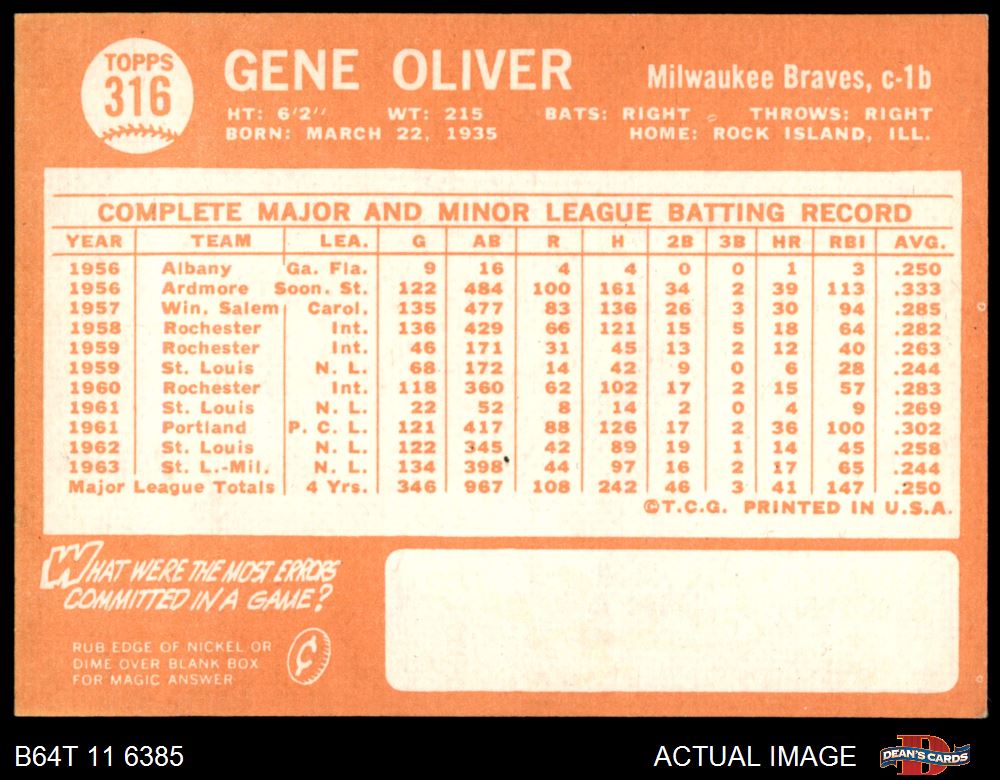 TOPPS
316
GENE OLIVER
Milwaukee Braves, c-1b
HT: 6'2" WT: 215 BATS: RIGHT THROWS: RIGHT
BORN: MARCH 22, 1935 HOME: ROCK ISLAND, ILL.
COMPLETE MAJOR AND MINOR LEAGUE BATTING RECORD
YEAR TEAM LEA. G AB R H 2B 3B HR RBI AVG.
1956 Albany Ga. Fla. 9 16 4 4 0 0 1 3 .250
1956 Ardmore Soon. St. 122 484 100 161 34 2 39 113 .333
1957 Win. Salem Carol. 135 477 83 136 26 3 30 94 .285
1958 Rochester Int. 136 429 66 121 15 5 18 64 .282
1959 Rochester Int. 46 171 31 45 13 2 12 40 .263
1959 St. Louis N. L. 68 172 14 42 9 0 6 28 .244
1960 Rochester Int. 118 360 62 102 17 2 15 57 .283
1961 St. Louis N. L. 22 52 8 14 2 0 4 9 .269
1961 Portland P. C. L. 121 417 88 126 17 2 36 100 .302
1962 St. Louis N. L. 122 345 42 89 19 1 14 45 .258
1963 St. L.-Mil. N. L. 134 398 44 97 16 2 17 65 .244
Major League Totals 4 Yrs. 346 967 108 242 46 3 41 147 .250
©T.C.G. PRINTED IN U.S.A.
WHAT WERE THE MOST ERRORS
COMMITTED IN A GAME?
RUB EDGE OF NICKEL OR
DIME OVER BLANK BOX
FOR MAGIC ANSWER
¢
B64T 11 6385
ACTUAL IMAGE
DEAN'S CARDS